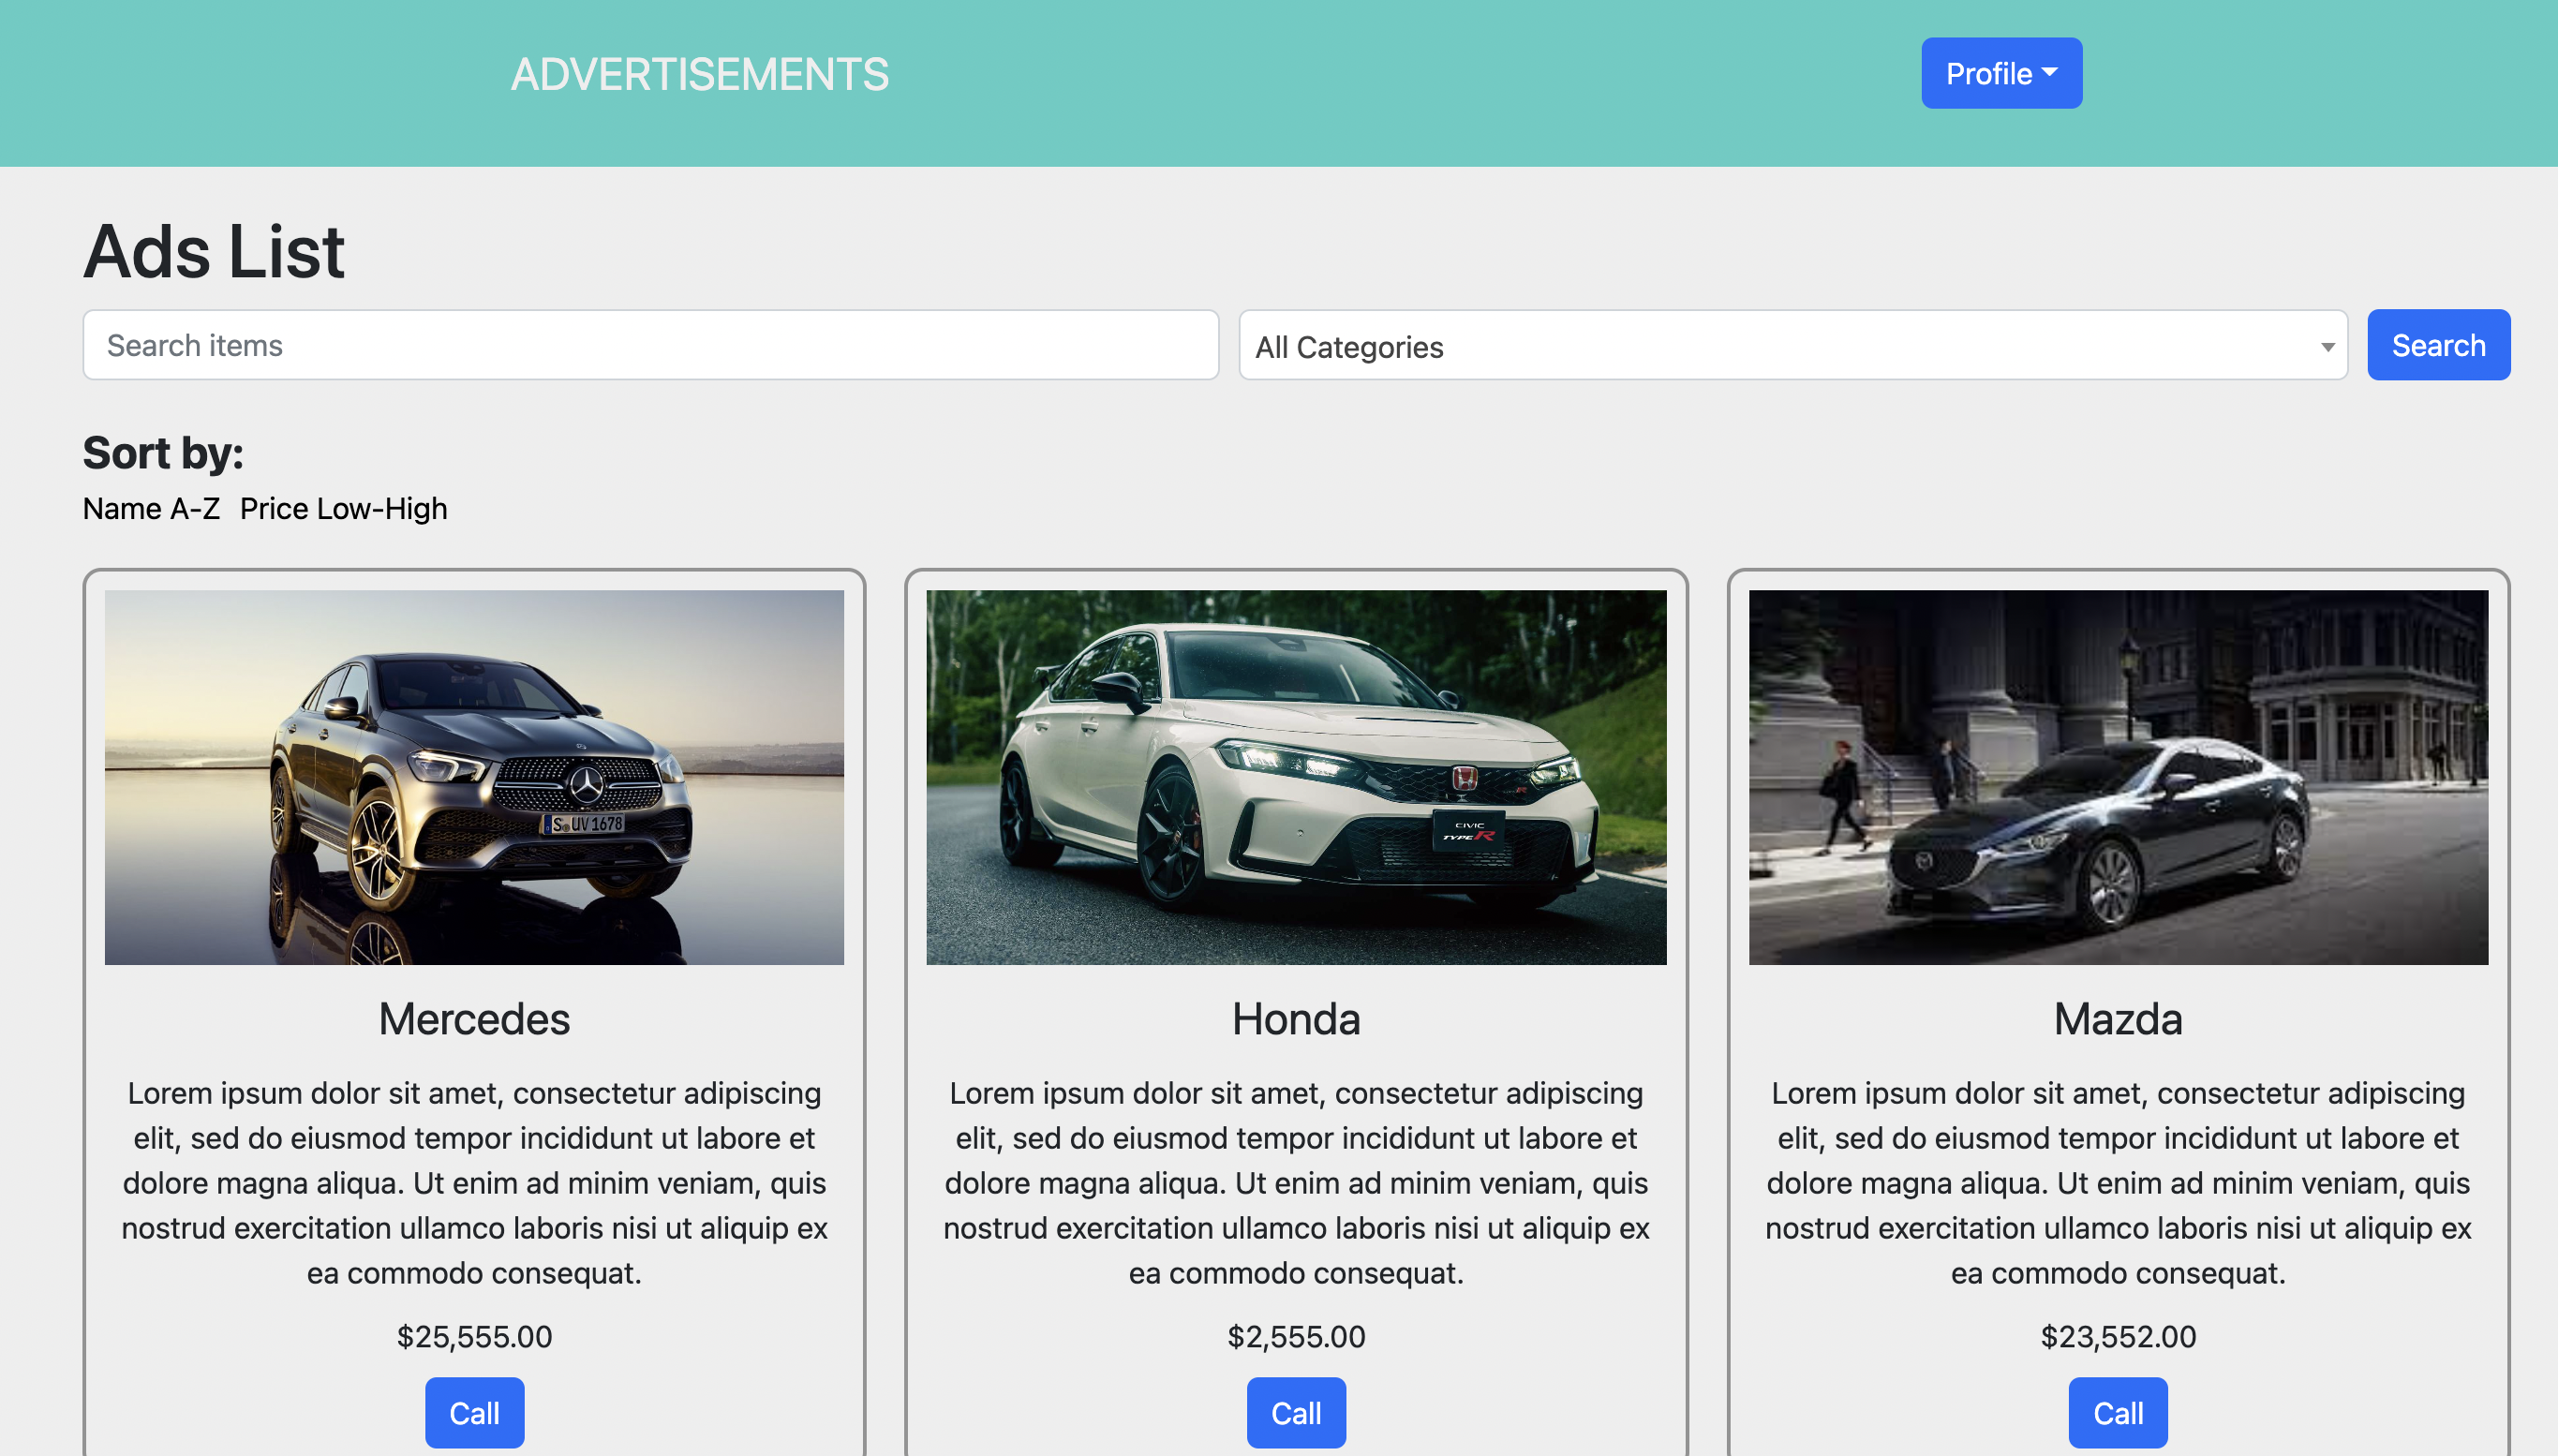 ADVERTISEMENTS
Profile
Ads List
Search items
All Categories
Search
Sort by:
Name A-Z Price Low-High
S UV 1678
CIVIC
TYPE R
Mercedes
Lorem ipsum dolor sit amet, consectetur adipiscing
elit, sed do eiusmod tempor incididunt ut labore et
dolore magna aliqua. Ut enim ad minim veniam, quis
nostrud exercitation ullamco laboris nisi ut aliquip ex
ea commodo consequat.
$25,555.00
Call
Honda
Lorem ipsum dolor sit amet, consectetur adipiscing
elit, sed do eiusmod tempor incididunt ut labore et
dolore magna aliqua. Ut enim ad minim veniam, quis
nostrud exercitation ullamco laboris nisi ut aliquip ex
ea commodo consequat.
$2,555.00
Call
Mazda
Lorem ipsum dolor sit amet, consectetur adipiscing
elit, sed do eiusmod tempor incididunt ut labore et
dolore magna aliqua. Ut enim ad minim veniam, quis
nostrud exercitation ullamco laboris nisi ut aliquip ex
ea commodo consequat.
$23,552.00
Call